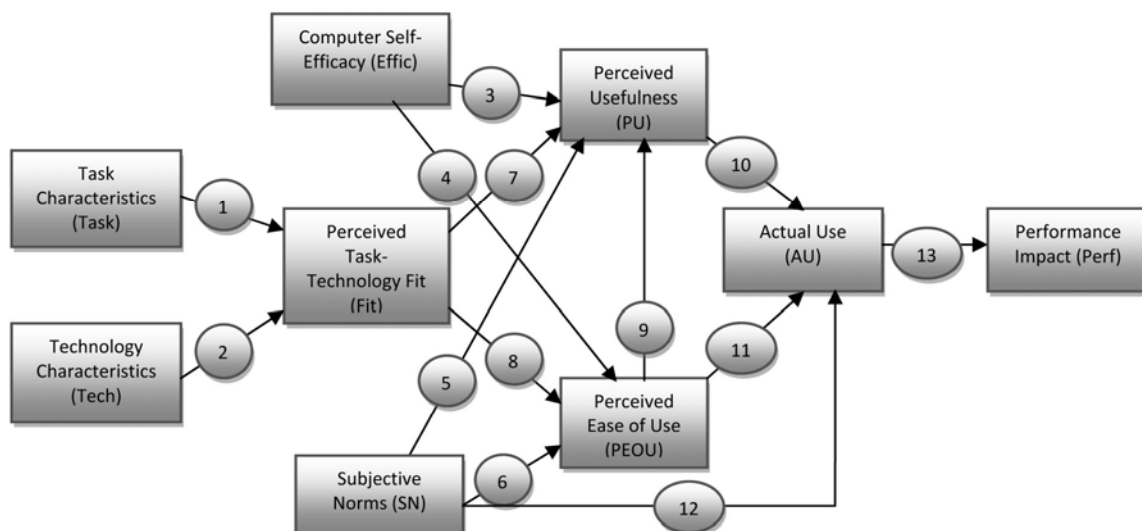 Computer Self-
Efficacy (Effic)
3
Perceived
Usefulness
(PU)
Task
Characteristics
(Task)
1
4
7
10
Perceived
Task-
Technology Fit
(Fit)
Actual Use
(AU)
13
Performance
Impact (Perf)
Technology
Characteristics
(Tech)
2
5
8
9
11
Perceived
Ease of Use
(PEOU)
Subjective
Norms (SN)
6
12